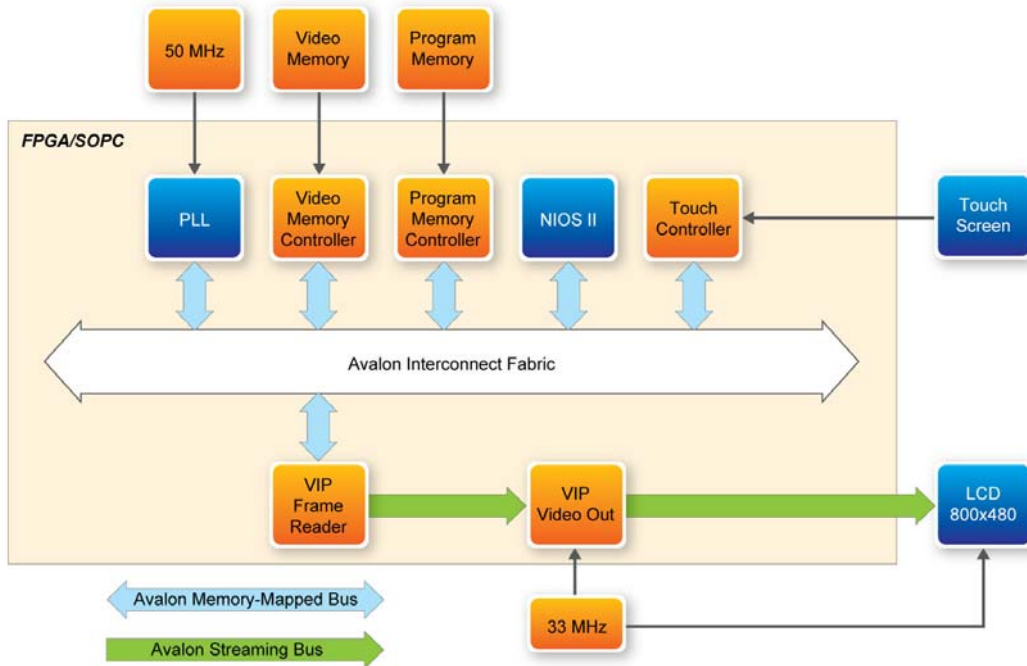 50 MHz
Video
Memory
Program
Memory
FPGA/SOPC
PLL
Video
Memory
Controller
Program
Memory
Controller
NIOS II
Touch
Controller
Touch
Screen
Avalon Interconnect Fabric
VIP
Frame
Reader
VIP
Video Out
LCD
800x480
Avalon Memory-Mapped Bus
33 MHz
Avalon Streaming Bus